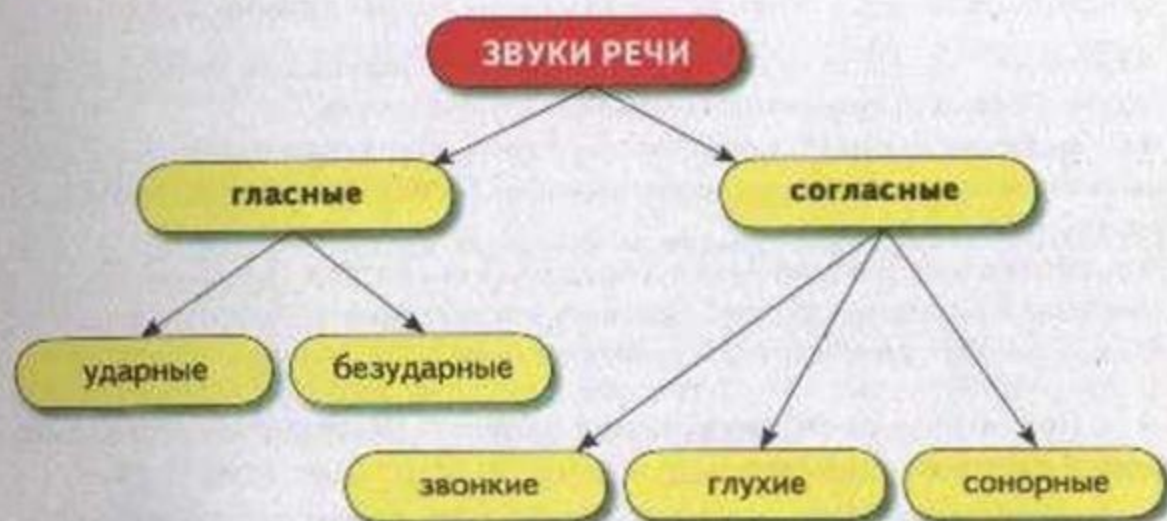 ЗВУКИ РЕЧИ
гласные
согласные
ударные
безударные
звонкие
глухие
сонорные